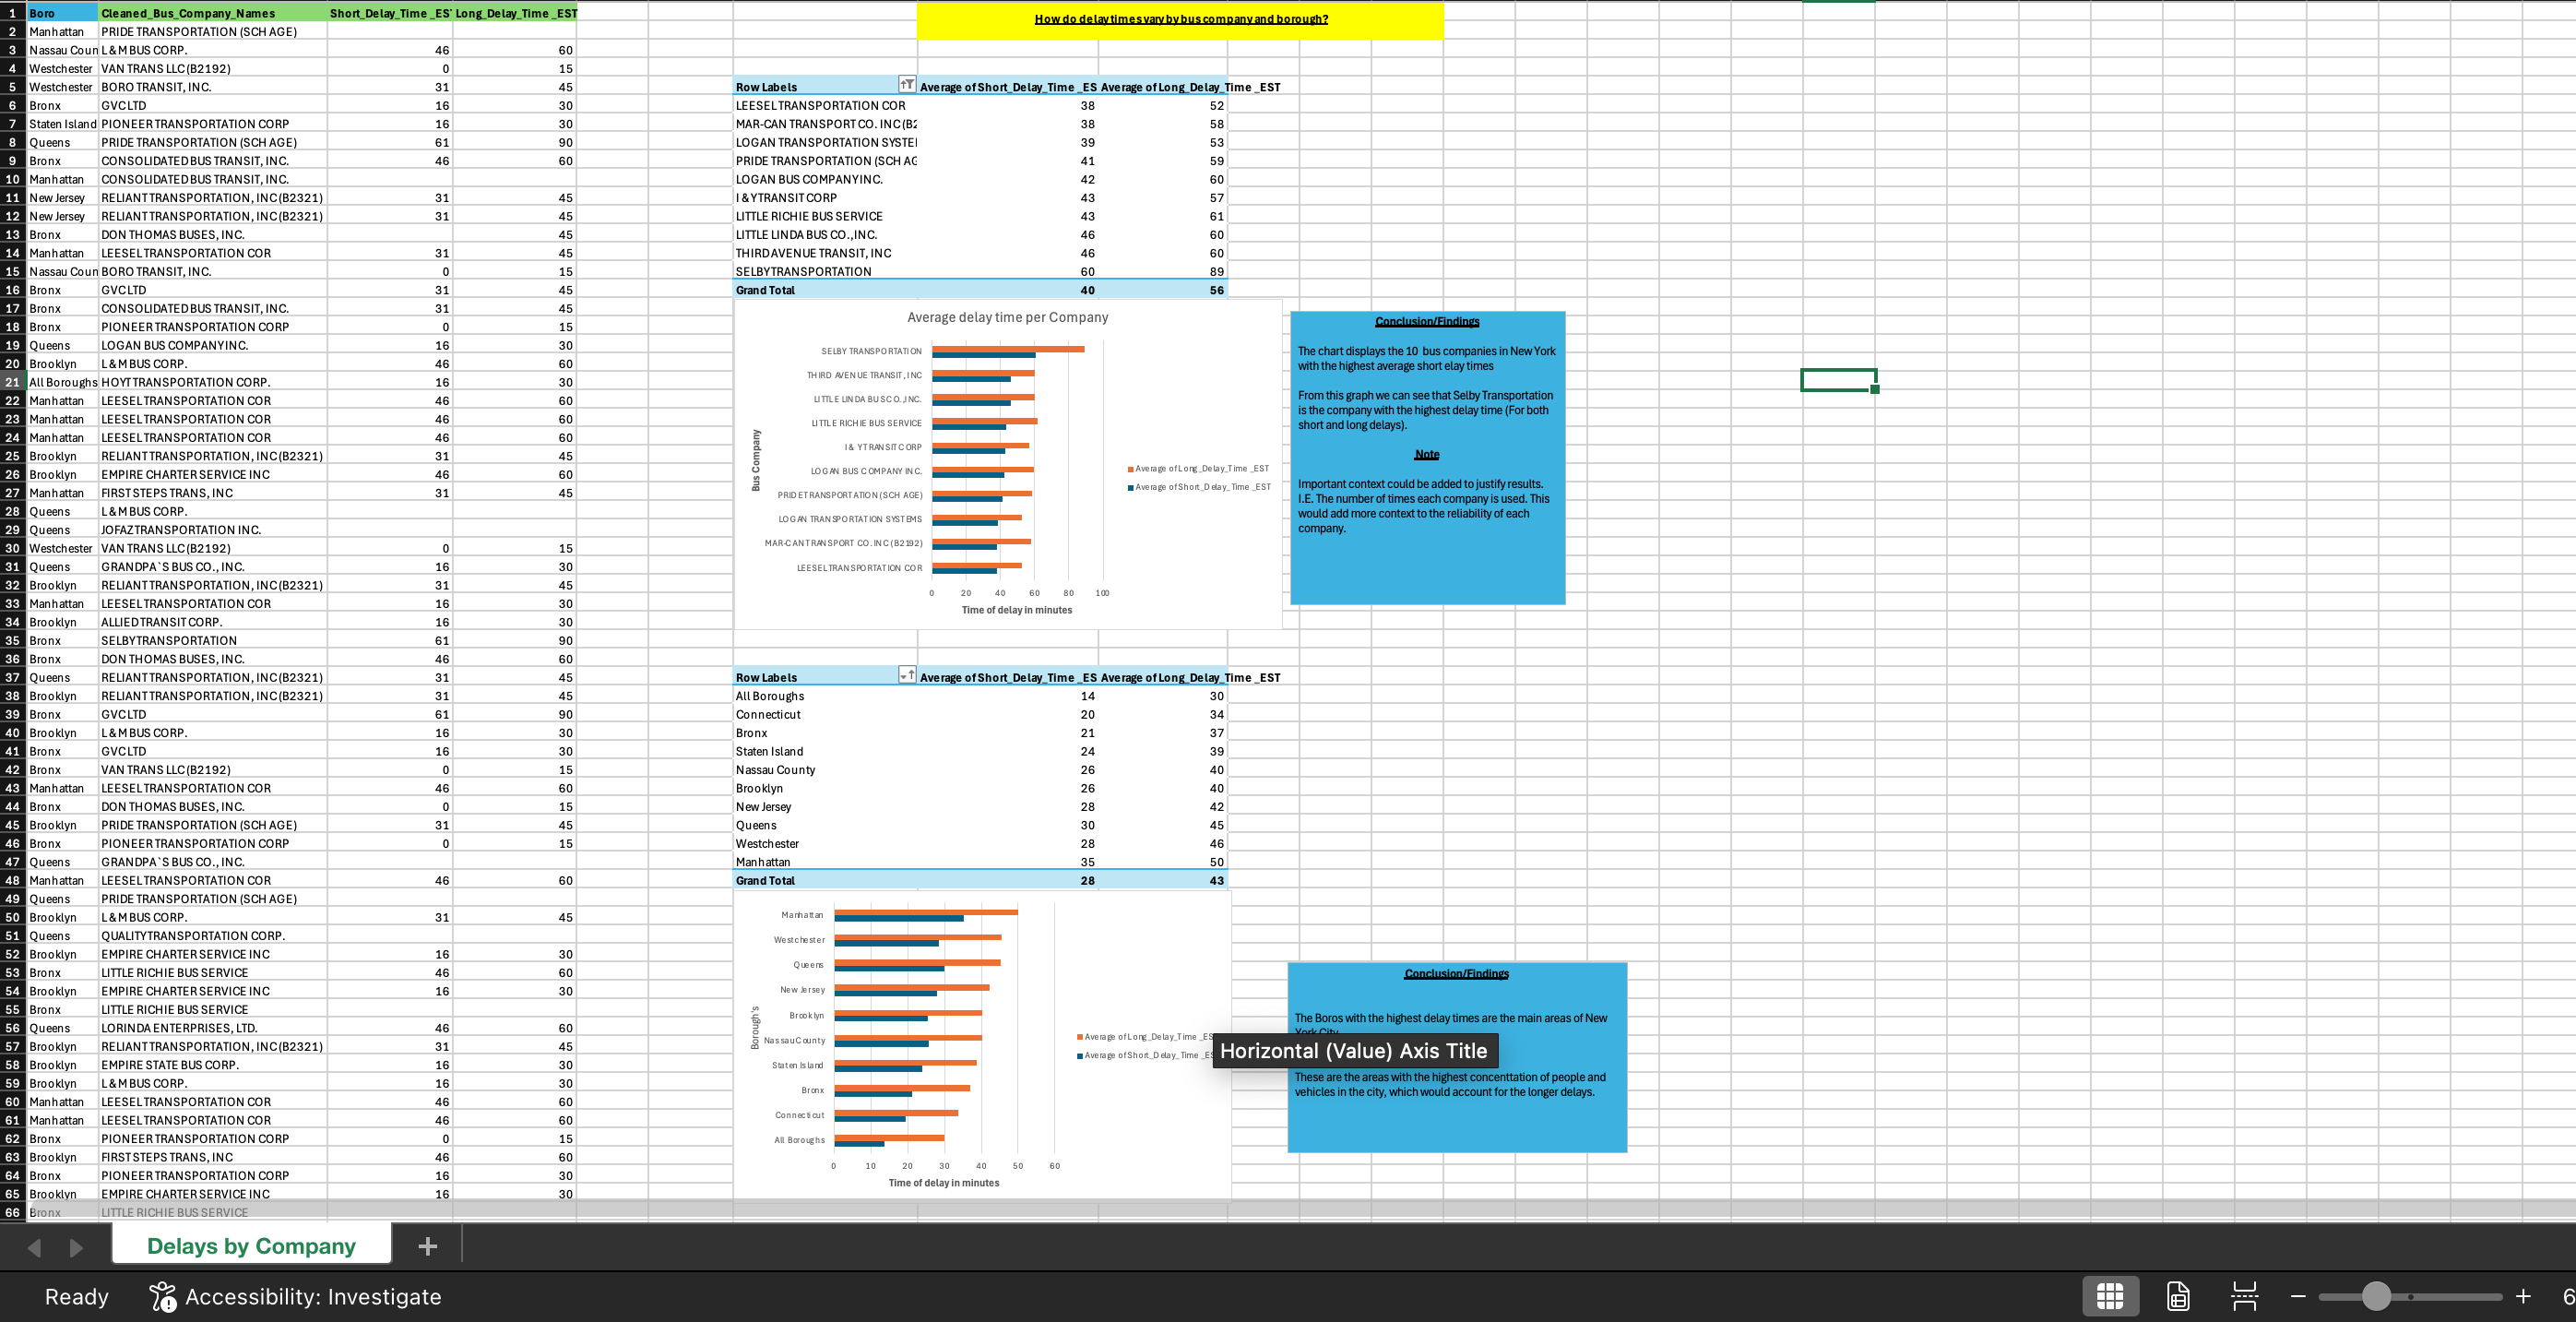 1 Boro Cleaned_Bus_Company_Names Short_Delay_Time _ES Long_Delay_Time _EST
How do delay times vary by bus company and borough?
2 Manhattan PRIDE TRANSPORTATION (SCH AGE)
3 Nassau Coun L & M BUS CORP. 46 60
4 Westchester VAN TRANS LLC (B2192) 0 15
5 Westchester BORO TRANSIT, INC. 31 45
6 Bronx GVC LTD 16 30
7 Staten Island PIONEER TRANSPORTATION CORP 16 30
8 Queens PRIDE TRANSPORTATION (SCH AGE) 61 90
9 Bronx CONSOLIDATED BUS TRANSIT, INC. 46 60
10 Manhattan CONSOLIDATED BUS TRANSIT, INC.
11 New Jersey RELIANT TRANSPORTATION, INC (B2321) 31 45
12 New Jersey RELIANT TRANSPORTATION, INC (B2321) 31 45
13 Bronx DON THOMAS BUSES, INC. 45
14 Manhattan LEESEL TRANSPORTATION COR 31 45
15 Nassau Coun BORO TRANSIT, INC. 0 15
16 Bronx GVC LTD 31 45
17 Bronx CONSOLIDATED BUS TRANSIT, INC. 31 45
18 Bronx PIONEER TRANSPORTATION CORP 0 15
19 Queens LOGAN BUS COMPANY INC. 16 30
20 Brooklyn L & M BUS CORP. 46 60
21 All Boroughs HOYT TRANSPORTATION CORP. 16 30
22 Manhattan LEESEL TRANSPORTATION COR 46 60
23 Manhattan LEESEL TRANSPORTATION COR 46 60
24 Manhattan LEESEL TRANSPORTATION COR 46 60
25 Brooklyn RELIANT TRANSPORTATION, INC (B2321) 31 45
26 Brooklyn EMPIRE CHARTER SERVICE INC 46 60
27 Manhattan FIRST STEPS TRANS, INC 31 45
28 Queens L & M BUS CORP.
29 Queens JOFAZ TRANSPORTATION INC.
30 Westchester VAN TRANS LLC (B2192) 0 15
31 Queens GRANDPA`S BUS CO., INC. 16 30
32 Brooklyn RELIANT TRANSPORTATION, INC (B2321) 31 45
33 Manhattan LEESEL TRANSPORTATION COR 16 30
34 Brooklyn ALLIED TRANSIT CORP. 16 30
35 Bronx SELBY TRANSPORTATION 61 90
36 Bronx DON THOMAS BUSES, INC. 46 60
37 Queens RELIANT TRANSPORTATION, INC (B2321) 31 45
38 Brooklyn RELIANT TRANSPORTATION, INC (B2321) 31 45
39 Bronx GVC LTD 61 90
40 Brooklyn L & M BUS CORP. 16 30
41 Bronx GVC LTD 16 30
42 Bronx VAN TRANS LLC (B2192) 0 15
43 Manhattan LEESEL TRANSPORTATION COR 46 60
44 Bronx DON THOMAS BUSES, INC. 0 15
45 Brooklyn PRIDE TRANSPORTATION (SCH AGE) 31 45
46 Bronx PIONEER TRANSPORTATION CORP 0 15
47 Queens GRANDPA`S BUS CO., INC.
48 Manhattan LEESEL TRANSPORTATION COR 46 60
49 Queens PRIDE TRANSPORTATION (SCH AGE)
50 Brooklyn L & M BUS CORP. 31 45
51 Queens QUALITY TRANSPORTATION CORP.
52 Brooklyn EMPIRE CHARTER SERVICE INC 16 30
53 Bronx LITTLE RICHIE BUS SERVICE 46 60
54 Brooklyn EMPIRE CHARTER SERVICE INC 16 30
55 Bronx LITTLE RICHIE BUS SERVICE
56 Queens LORINDA ENTERPRISES, LTD. 46 60
57 Brooklyn RELIANT TRANSPORTATION, INC (B2321) 31 45
58 Brooklyn EMPIRE STATE BUS CORP. 16 30
59 Brooklyn L & M BUS CORP. 16 30
60 Manhattan LEESEL TRANSPORTATION COR 46 60
61 Manhattan LEESEL TRANSPORTATION COR 46 60
62 Bronx PIONEER TRANSPORTATION CORP 0 15
63 Brooklyn FIRST STEPS TRANS, INC 46 60
64 Bronx PIONEER TRANSPORTATION CORP 16 30
65 Brooklyn EMPIRE CHARTER SERVICE INC 16 30
66 Bronx LITTLE RICHIE BUS SERVICE
Row Labels Average of Short_Delay_Time _ES Average of Long_Delay_Time _EST
LEESEL TRANSPORTATION COR 38 52
MAR-CAN TRANSPORT CO. INC (B2 38 58
LOGAN TRANSPORTATION SYSTE 39 53
PRIDE TRANSPORTATION (SCH AG 41 59
LOGAN BUS COMPANY INC. 42 60
I & Y TRANSIT CORP 43 57
LITTLE RICHIE BUS SERVICE 43 61
LITTLE LINDA BUS CO.,INC. 46 60
THIRD AVENUE TRANSIT, INC 46 60
SELBY TRANSPORTATION 60 89
Grand Total 40 56
Average delay time per Company
Bus Company
SELBY TRANSPORTATION
THIRD AVENUE TRANSIT, INC
LITTLE LINDA BUS CO.,INC.
LITTLE RICHIE BUS SERVICE
I & Y TRANSIT CORP
LOGAN BUS COMPANY INC.
PRIDE TRANSPORTATION (SCH AGE)
LOGAN TRANSPORTATION SYSTEMS
MAR-CAN TRANSPORT CO. INC (B2192)
LEESEL TRANSPORTATION COR
0 20 40 60 80 100
Time of delay in minutes
Average of Long_Delay_Time _EST
Average of Short_Delay_Time _EST
Conclusion/Findings
The chart displays the 10 bus companies in New York
with the highest average short elay times
From this graph we can see that Selby Transportation
is the company with the highest delay time (For both
short and long delays).
Note
Important context could be added to justify results.
I.E. The number of times each company is used. This
would add more context to the reliability of each
company.
Row Labels Average of Short_Delay_Time _ES Average of Long_Delay_Time _EST
All Boroughs 14 30
Connecticut 20 34
Bronx 21 37
Staten Island 24 39
Nassau County 26 40
Brooklyn 26 40
New Jersey 28 42
Queens 30 45
Westchester 28 46
Manhattan 35 50
Grand Total 28 43
Borough's
Manhattan
Westchester
Queens
New Jersey
Brooklyn
Nassau County
Staten Island
Bronx
Connecticut
All Boroughs
0 10 20 30 40 50 60
Time of delay in minutes
Average of Long_Delay_Time _ES
Average of Short_Delay_Time _ES
Conclusion/Findings
The Boros with the highest delay times are the main areas of New
York City
Horizontal (Value) Axis Title
These are the areas with the highest concenttation of people and
vehicles in the city, which would account for the longer delays.
Delays by Company +
Ready Accessibility: Investigate
− + 6